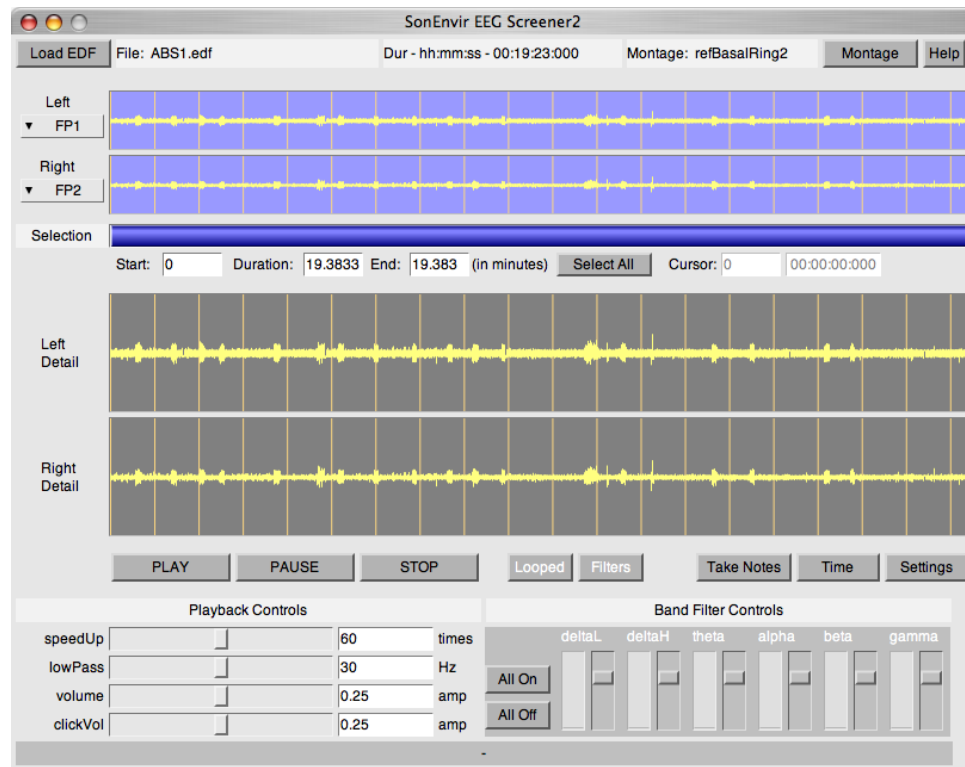 SonEnvir EEG Screener2
Load EDF File: ABS1.edf Dur - hh:mm:ss - 00:19:23:000 Montage: refBasalRing2 Montage Help
Left
▼ FP1
Right
▼ FP2
Selection
Start: 0 Duration: 19.3833 End: 19.383 (in minutes) Select All Cursor: 0 00:00:00:000
Left
Detail
Right
Detail
PLAY PAUSE STOP Looped Filters Take Notes Time Settings
Playback Controls Band Filter Controls
speedUp 60 times deltaL deltaH theta alpha beta gamma
lowPass 30 Hz All On
volume 0.25 amp
clickVol 0.25 amp All Off
-